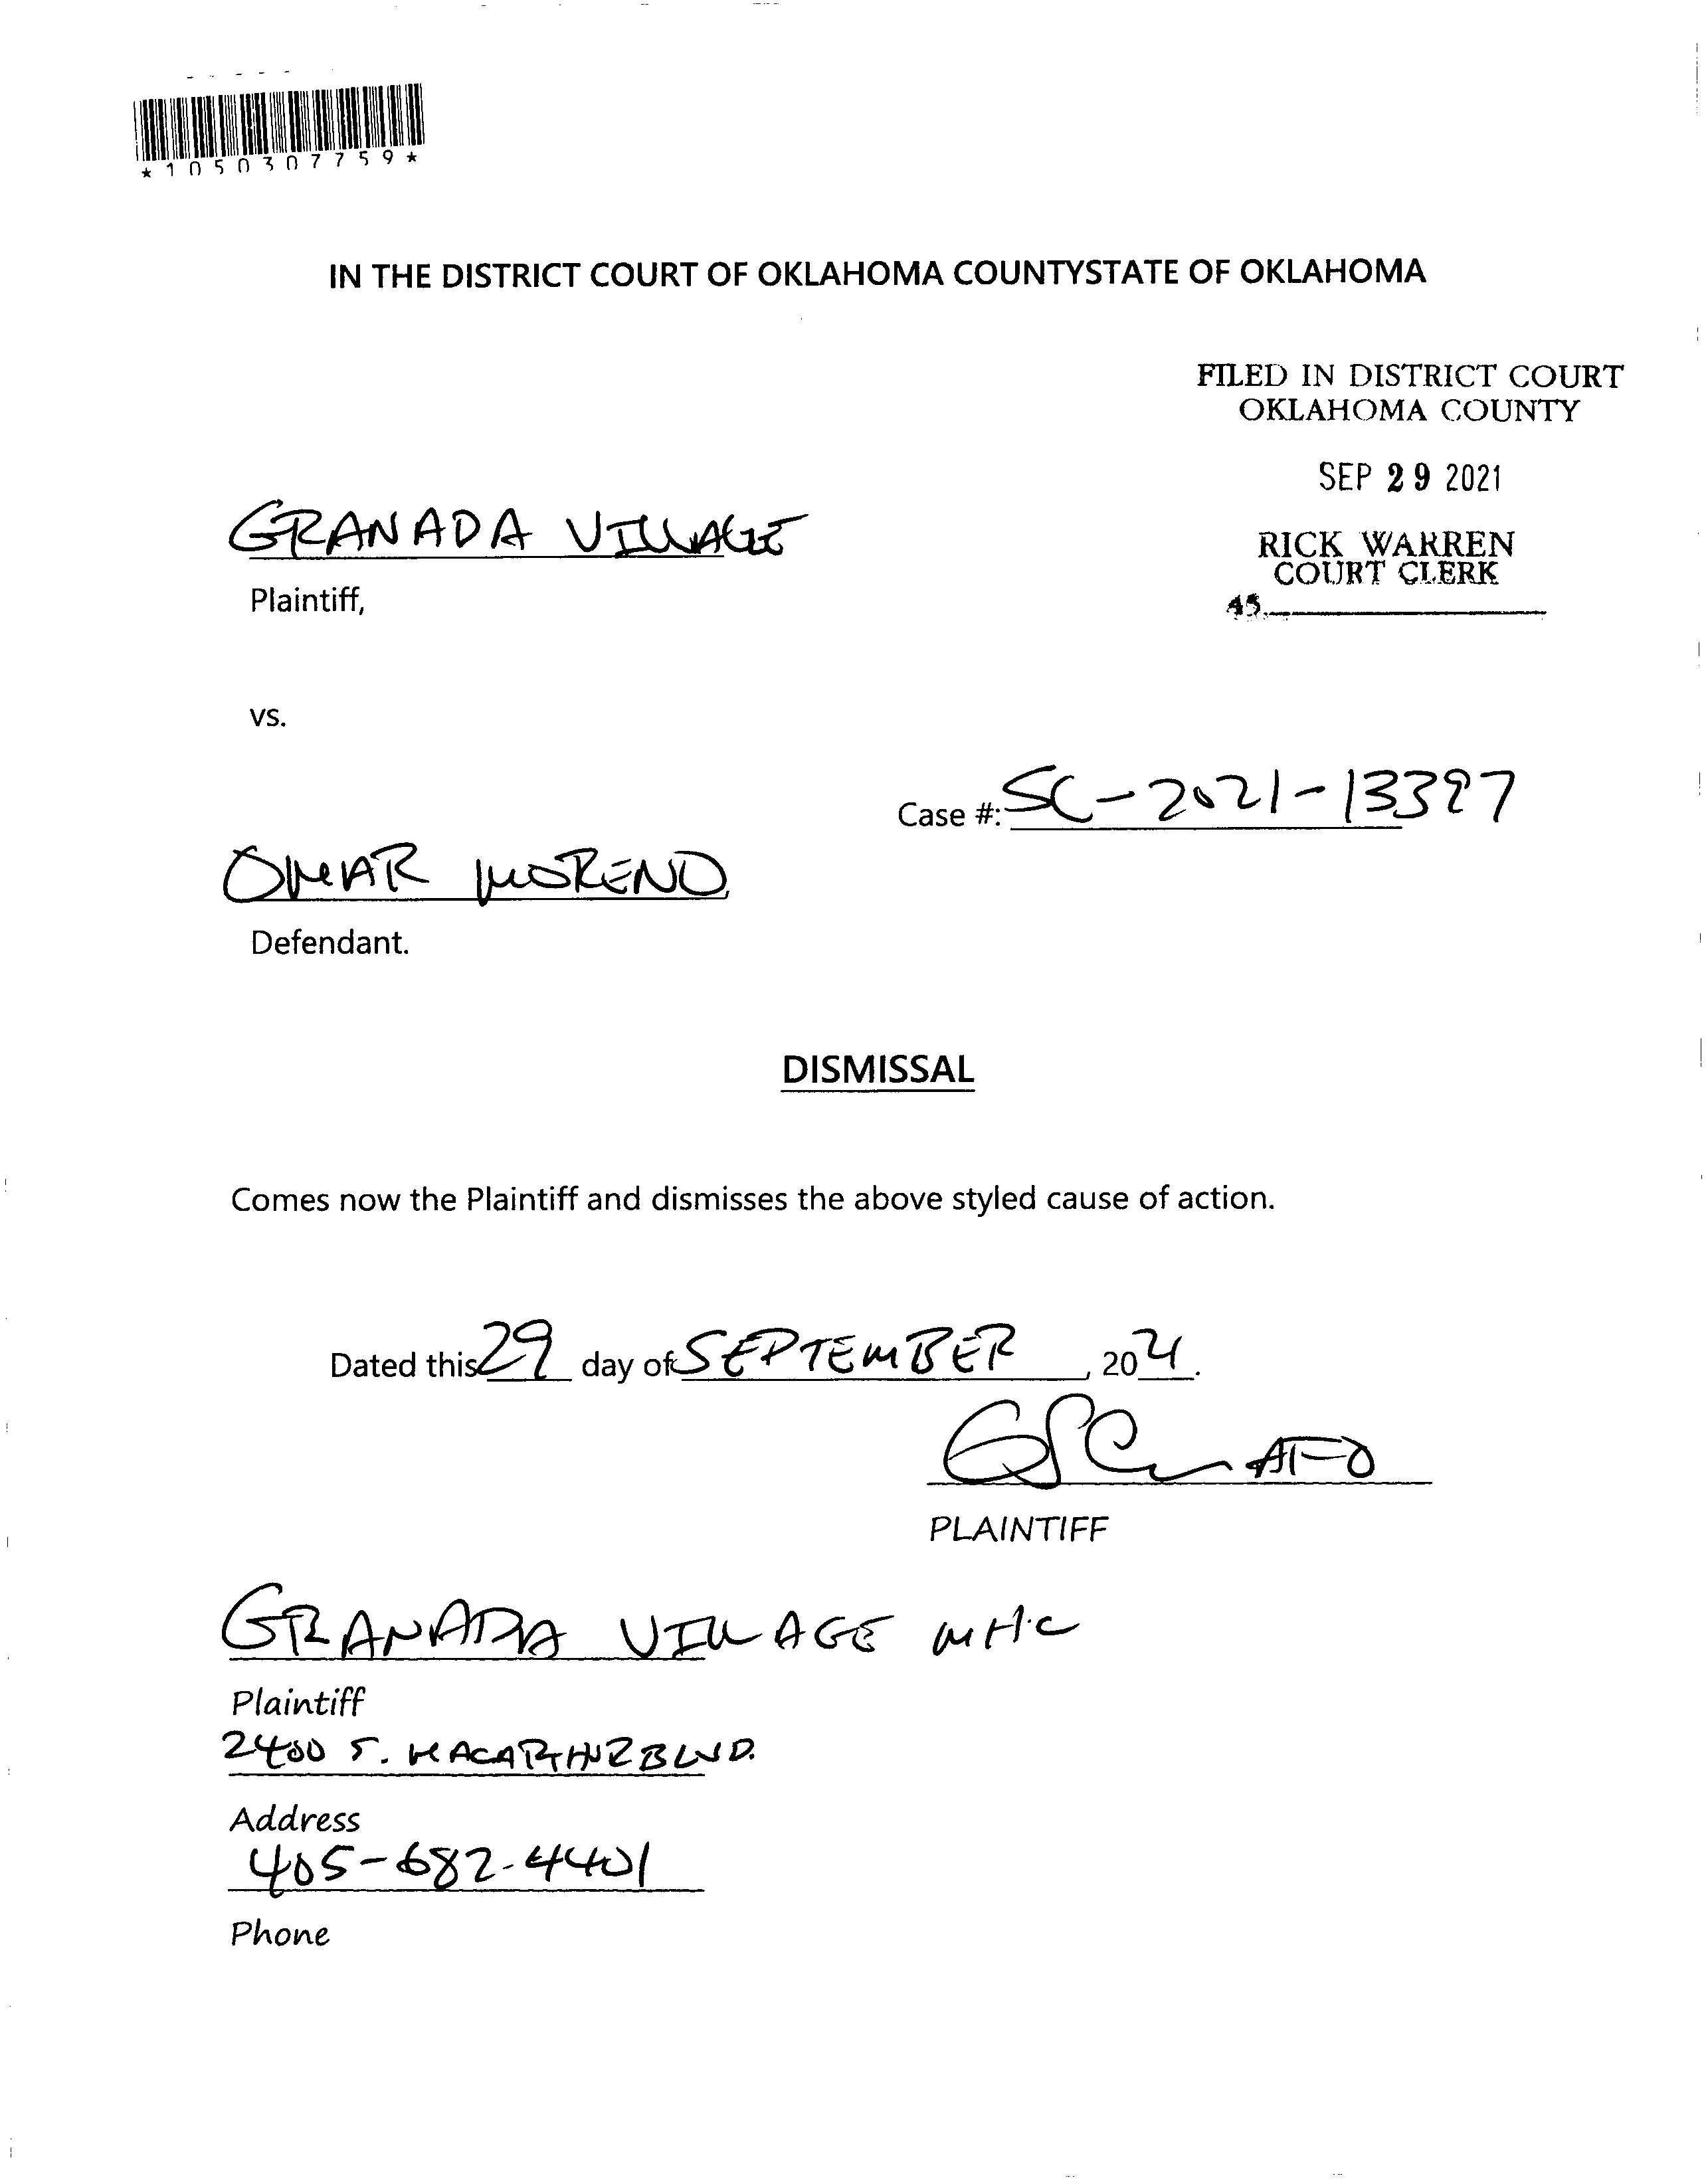 *1050307759*
IN THE DISTRICT COURT OF OKLAHOMA COUNTYSTATE OF OKLAHOMA
FILED IN DISTRICT COURT
OKLAHOMA COUNTY
SEP 29 2021
RICK WARREN
COURT CLERK
45
GRANADA VILLAGE
Plaintiff,
vs.
Case #: SC-2021-13397
OMAR MORENO,
Defendant.
DISMISSAL
Comes now the Plaintiff and dismisses the above styled cause of action.
Dated this 29 day of SEPTEMBER, 2021.
PLAINTIFF
GRANADA VILLAGE MHC
Plaintiff
2400 S. MACARTHUR BLVD.
Address
405-682-4401
Phone